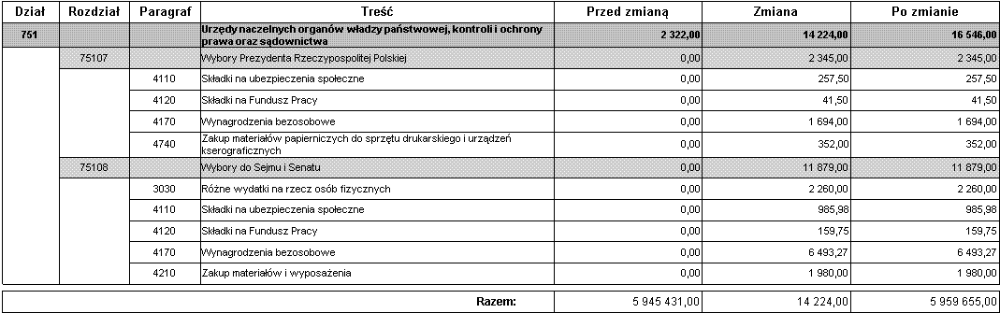 Dział Rozdział Paragraf Treść Przed zmianą Zmiana Po zmianie
751 Urzędy naczelnych organów władzy państwowej, kontroli i ochrony prawa oraz sądownictwa 2 322,00 14 224,00 16 546,00
75107 Wybory Prezydenta Rzeczypospolitej Polskiej 0,00 2 345,00 2 345,00
4110 Składki na ubezpieczenia społeczne 0,00 257,50 257,50
4120 Składki na Fundusz Pracy 0,00 41,50 41,50
4170 Wynagrodzenia bezosobowe 0,00 1 694,00 1 694,00
4740 Zakup materiałów papierniczych do sprzętu drukarskiego i urządzeń kserograficznych 0,00 352,00 352,00
75108 Wybory do Sejmu i Senatu 0,00 11 879,00 11 879,00
3030 Różne wydatki na rzecz osób fizycznych 0,00 2 260,00 2 260,00
4110 Składki na ubezpieczenia społeczne 0,00 985,98 985,98
4120 Składki na Fundusz Pracy 0,00 159,75 159,75
4170 Wynagrodzenia bezosobowe 0,00 6 493,27 6 493,27
4210 Zakup materiałów i wyposażenia 0,00 1 980,00 1 980,00
Razem: 5 945 431,00 14 224,00 5 959 655,00